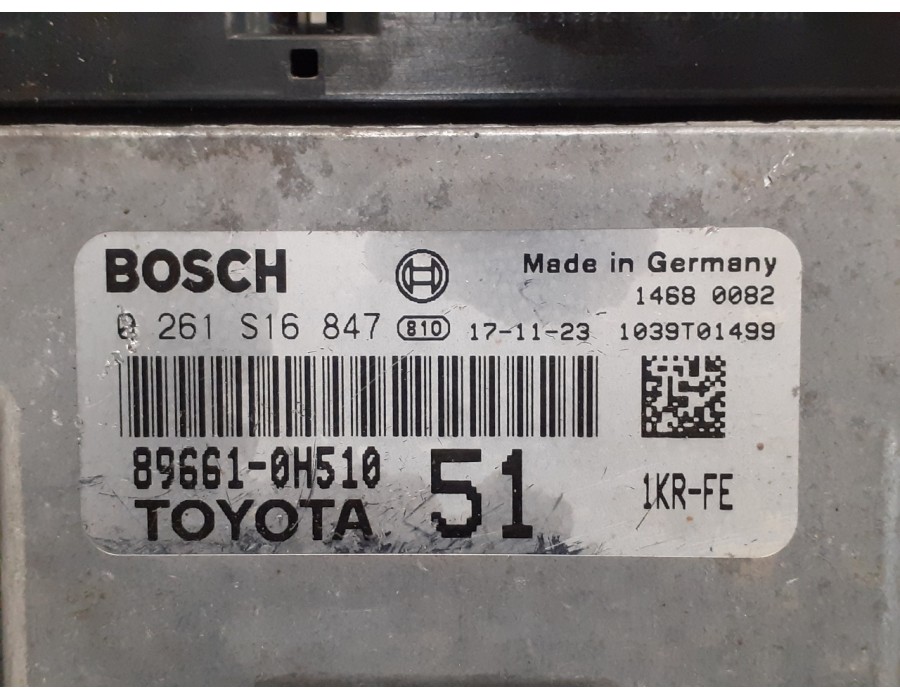 BOSCH
Made in Germany
1468 0082
0 261 S16 847 810 17-11-23 1039T01499
89661-0H510 51
TOYOTA
1KR-FE